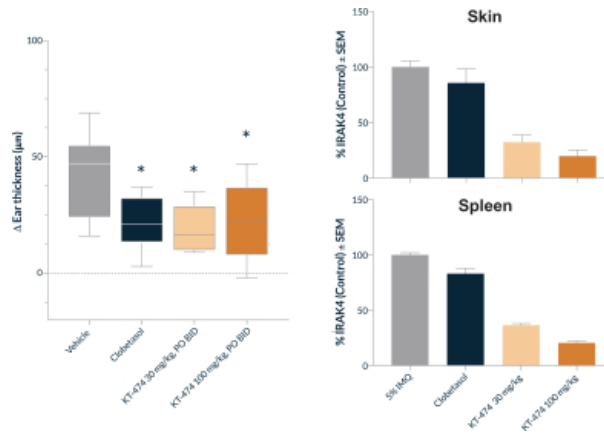 100
50
0
Δ Ear thickness (μm)
*
*
*
Vehicle
Clobetasol
KT-474 30 mg/kg, PO BID
KT-474 100 mg/kg, PO BID
Skin
150
100
50
0
% IRAK4 (Control) ± SEM
Spleen
150
100
50
0
% IRAK4 (Control) ± SEM
5% IMQ
Clobetasol
KT-474 30 mg/kg
KT-474 100 mg/kg